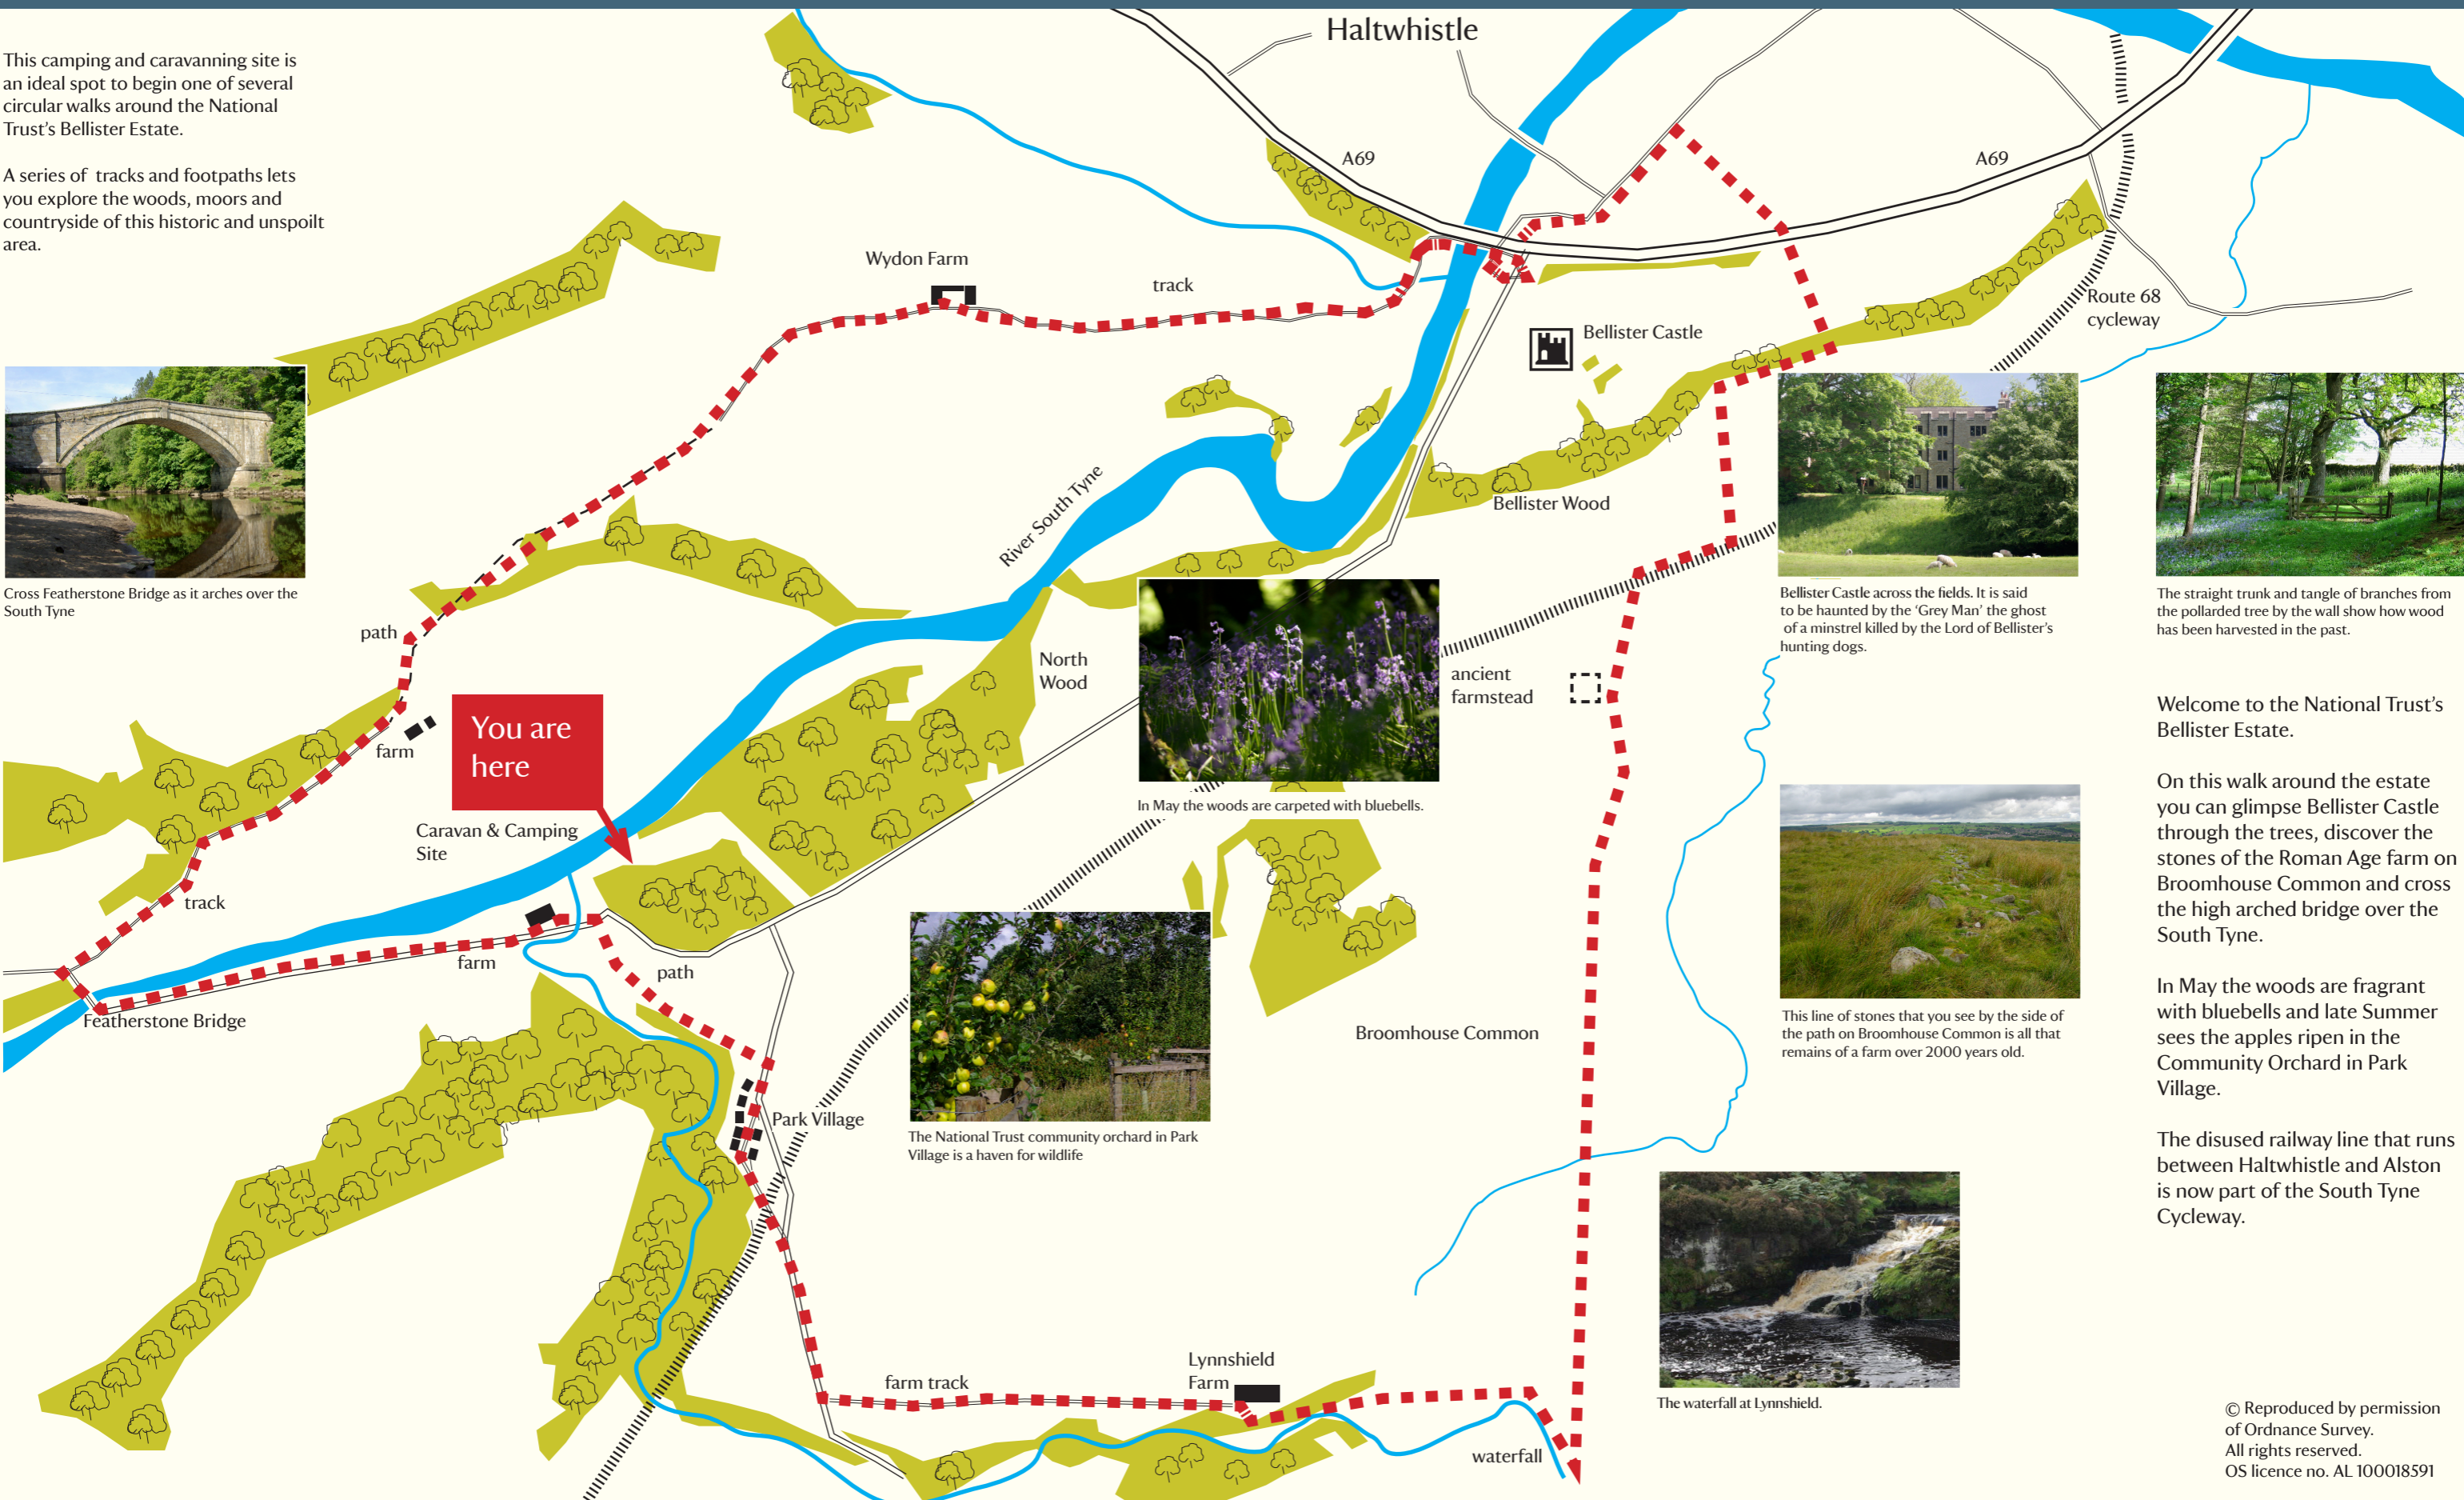 This camping and caravanning site is
an ideal spot to begin one of several
circular walks around the National
Trust's Bellister Estate.
A series of tracks and footpaths lets
you explore the woods, moors and
countryside of this historic and unspoilt
area.
Haltwhistle
A69
A69
Wydon Farm
track
Route 68
cycleway
Bellister Castle
River South Tyne
Bellister Wood
Cross Featherstone Bridge as it arches over the
South Tyne
path
North
Wood
ancient
farmstead
Bellister Castle across the fields. It is said
to be haunted by the ‘Grey Man’ the ghost
of a minstrel killed by the Lord of Bellister's
hunting dogs.
The straight trunk and tangle of branches from
the pollarded tree by the wall show how wood
has been harvested in the past.
You are
here
farm
Caravan & Camping
Site
In May the woods are carpeted with bluebells.
track
farm
path
Featherstone Bridge
Broomhouse Common
This line of stones that you see by the side of
the path on Broomhouse Common is all that
remains of a farm over 2000 years old.
Park Village
The National Trust community orchard in Park
Village is a haven for wildlife
Welcome to the National Trust's
Bellister Estate.
On this walk around the estate
you can glimpse Bellister Castle
through the trees, discover the
stones of the Roman Age farm on
Broomhouse Common and cross
the high arched bridge over the
South Tyne.
In May the woods are fragrant
with bluebells and late Summer
sees the apples ripen in the
Community Orchard in Park
Village.
The disused railway line that runs
between Haltwhistle and Alston
is now part of the South Tyne
Cycleway.
farm track
Lynnshield
Farm
waterfall
The waterfall at Lynnshield.
© Reproduced by permission
of Ordnance Survey.
All rights reserved.
OS licence no. AL 100018591